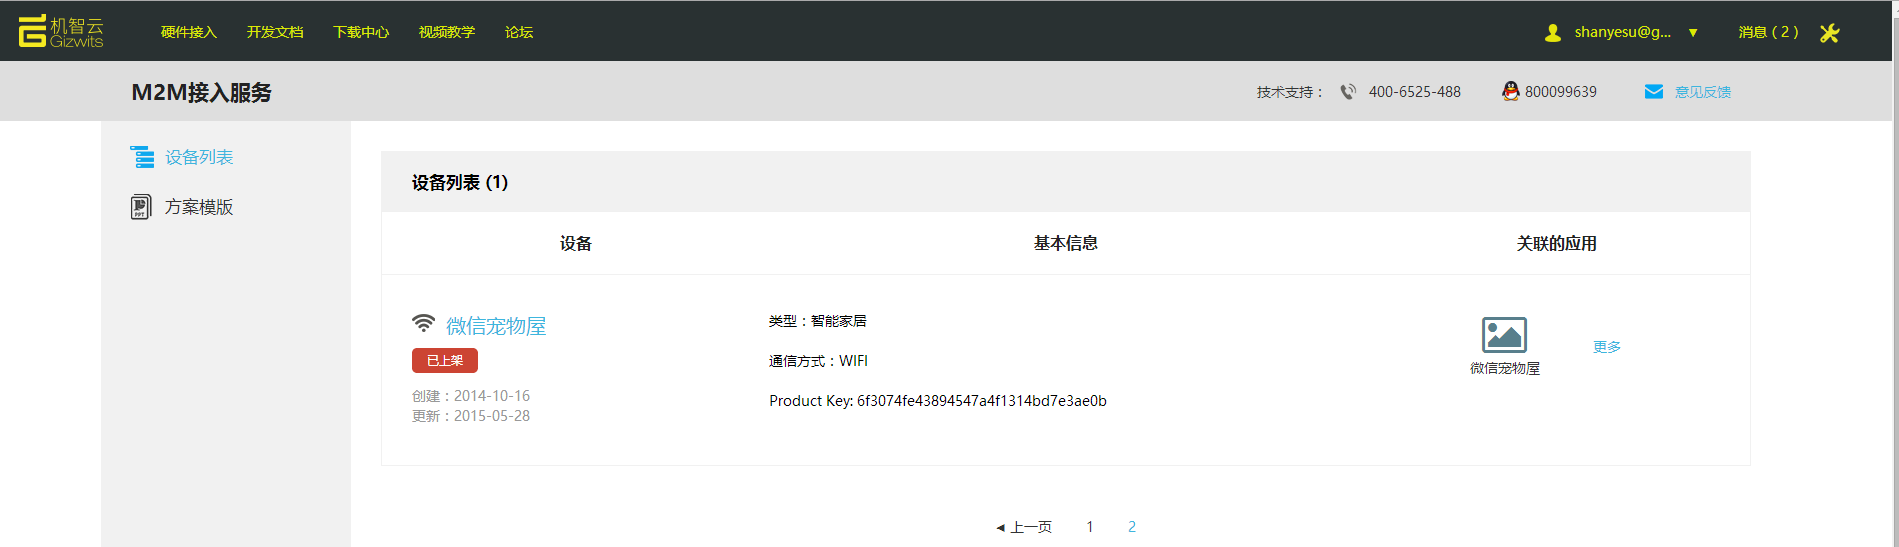 机智云
Gizwits
硬件接入 开发文档 下载中心 视频教学 论坛 shanyesu@g... ▼ 消息 ( 2 )
M2M接入服务 技术支持： 400-6525-488 800099639 意见反馈
设备列表
方案模版
设备列表 (1)
设备 基本信息 关联的应用
微信宠物屋
已上架
创建：2014-10-16
更新：2015-05-28
类型：智能家居
通信方式：WIFI
Product Key: 6f3074fe43894547a4f1314bd7e3ae0b
微信宠物屋
更多
◄ 上一页 1 2